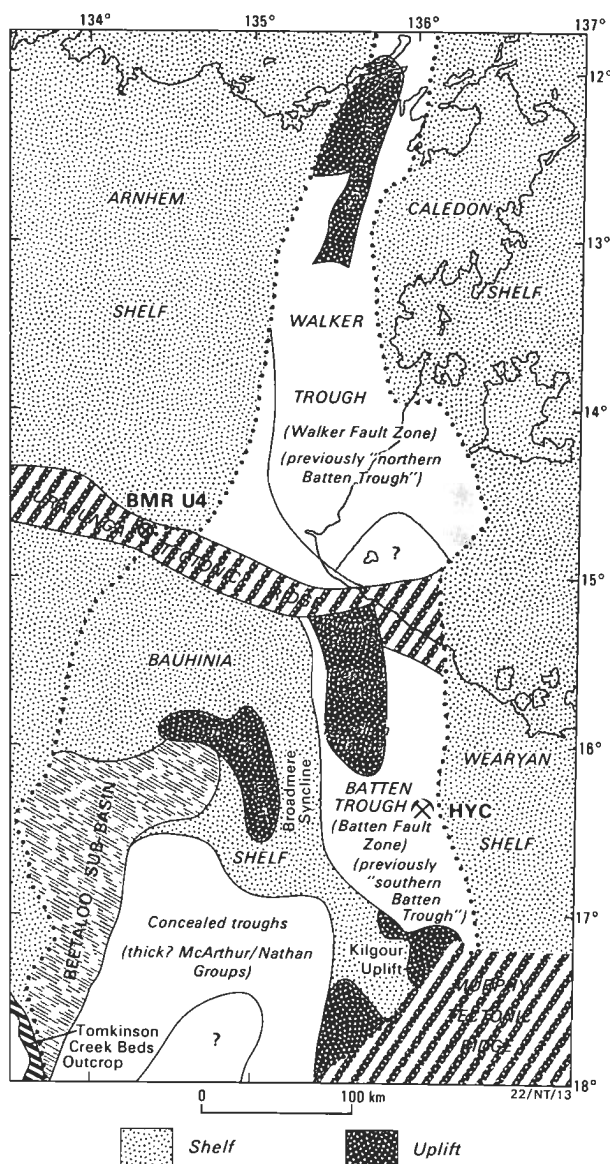 134°
135°
136°
137°
12°
ARNHEM
CALEDON
13°
SHELF
SHELF
WALKER
TROUGH
14°
(Walker Fault Zone)
(previously "northern
Batten Trough")
BMR U4
?
15°
BAUHINIA
16°
Broadmere
Syncline
WEARYAN
BATTEN
TROUGH
HYC
(Batten Fault
Zone)
SHELF
SHELF
(previously
"southern
Batten
Trough")
BEETALOO SUB-BASIN
17°
Concealed troughs
(thick? McArthur/Nathan
Groups)
Kilgour
Uplift
MURPHY
TECTONIC
RIDGE
Tomkinson
Creek Beds
Outcrop
?
18°
0
100 km
22/NT/13
Shelf
Uplift